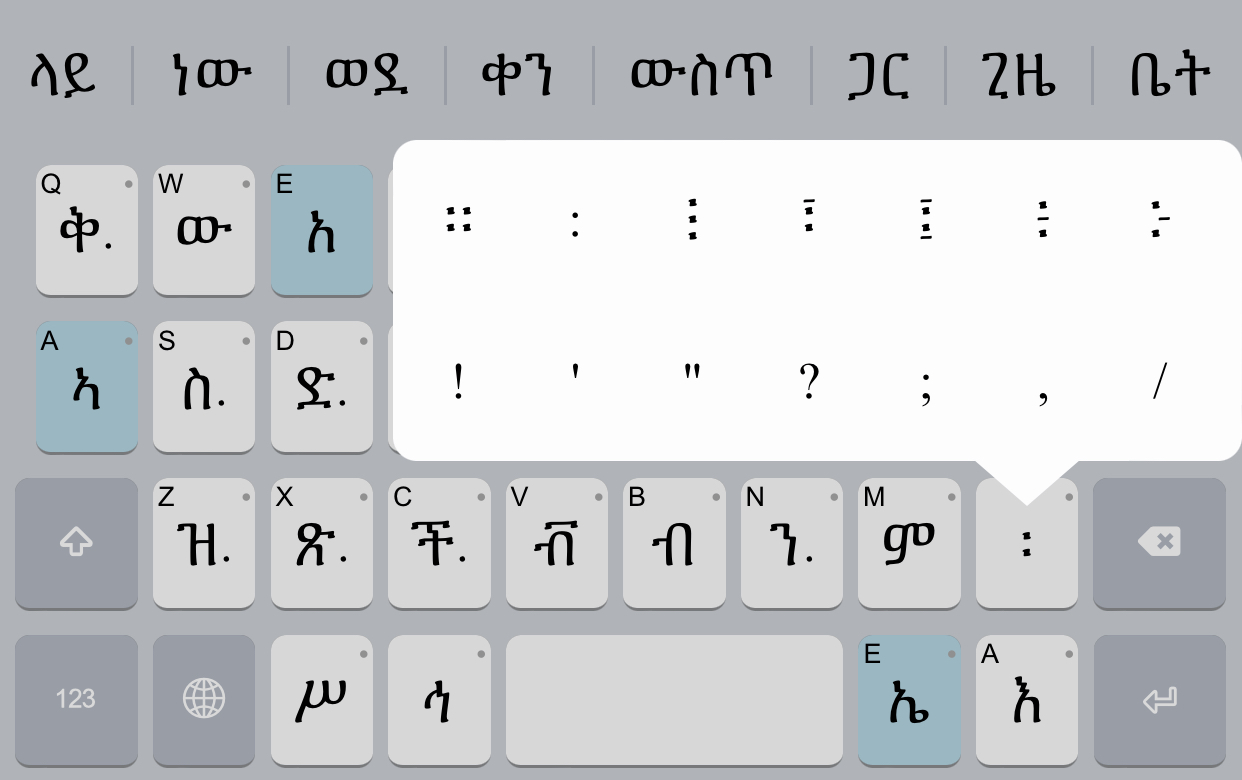 ላይ ነው ወደ ቀን ውስጥ ጋር ጊዜ ቤት
Q W E
ቅ. ው አ
። : ፨ ፣ ፤ ፥ ፦
A S D
ኣ ስ. ድ.
! ' " ? ; , /
Z X C V B N M
ዝ. ጽ. ች. ቭ ብ ን. ም ፡
E A
123 ሥ ኅ ኤ እ